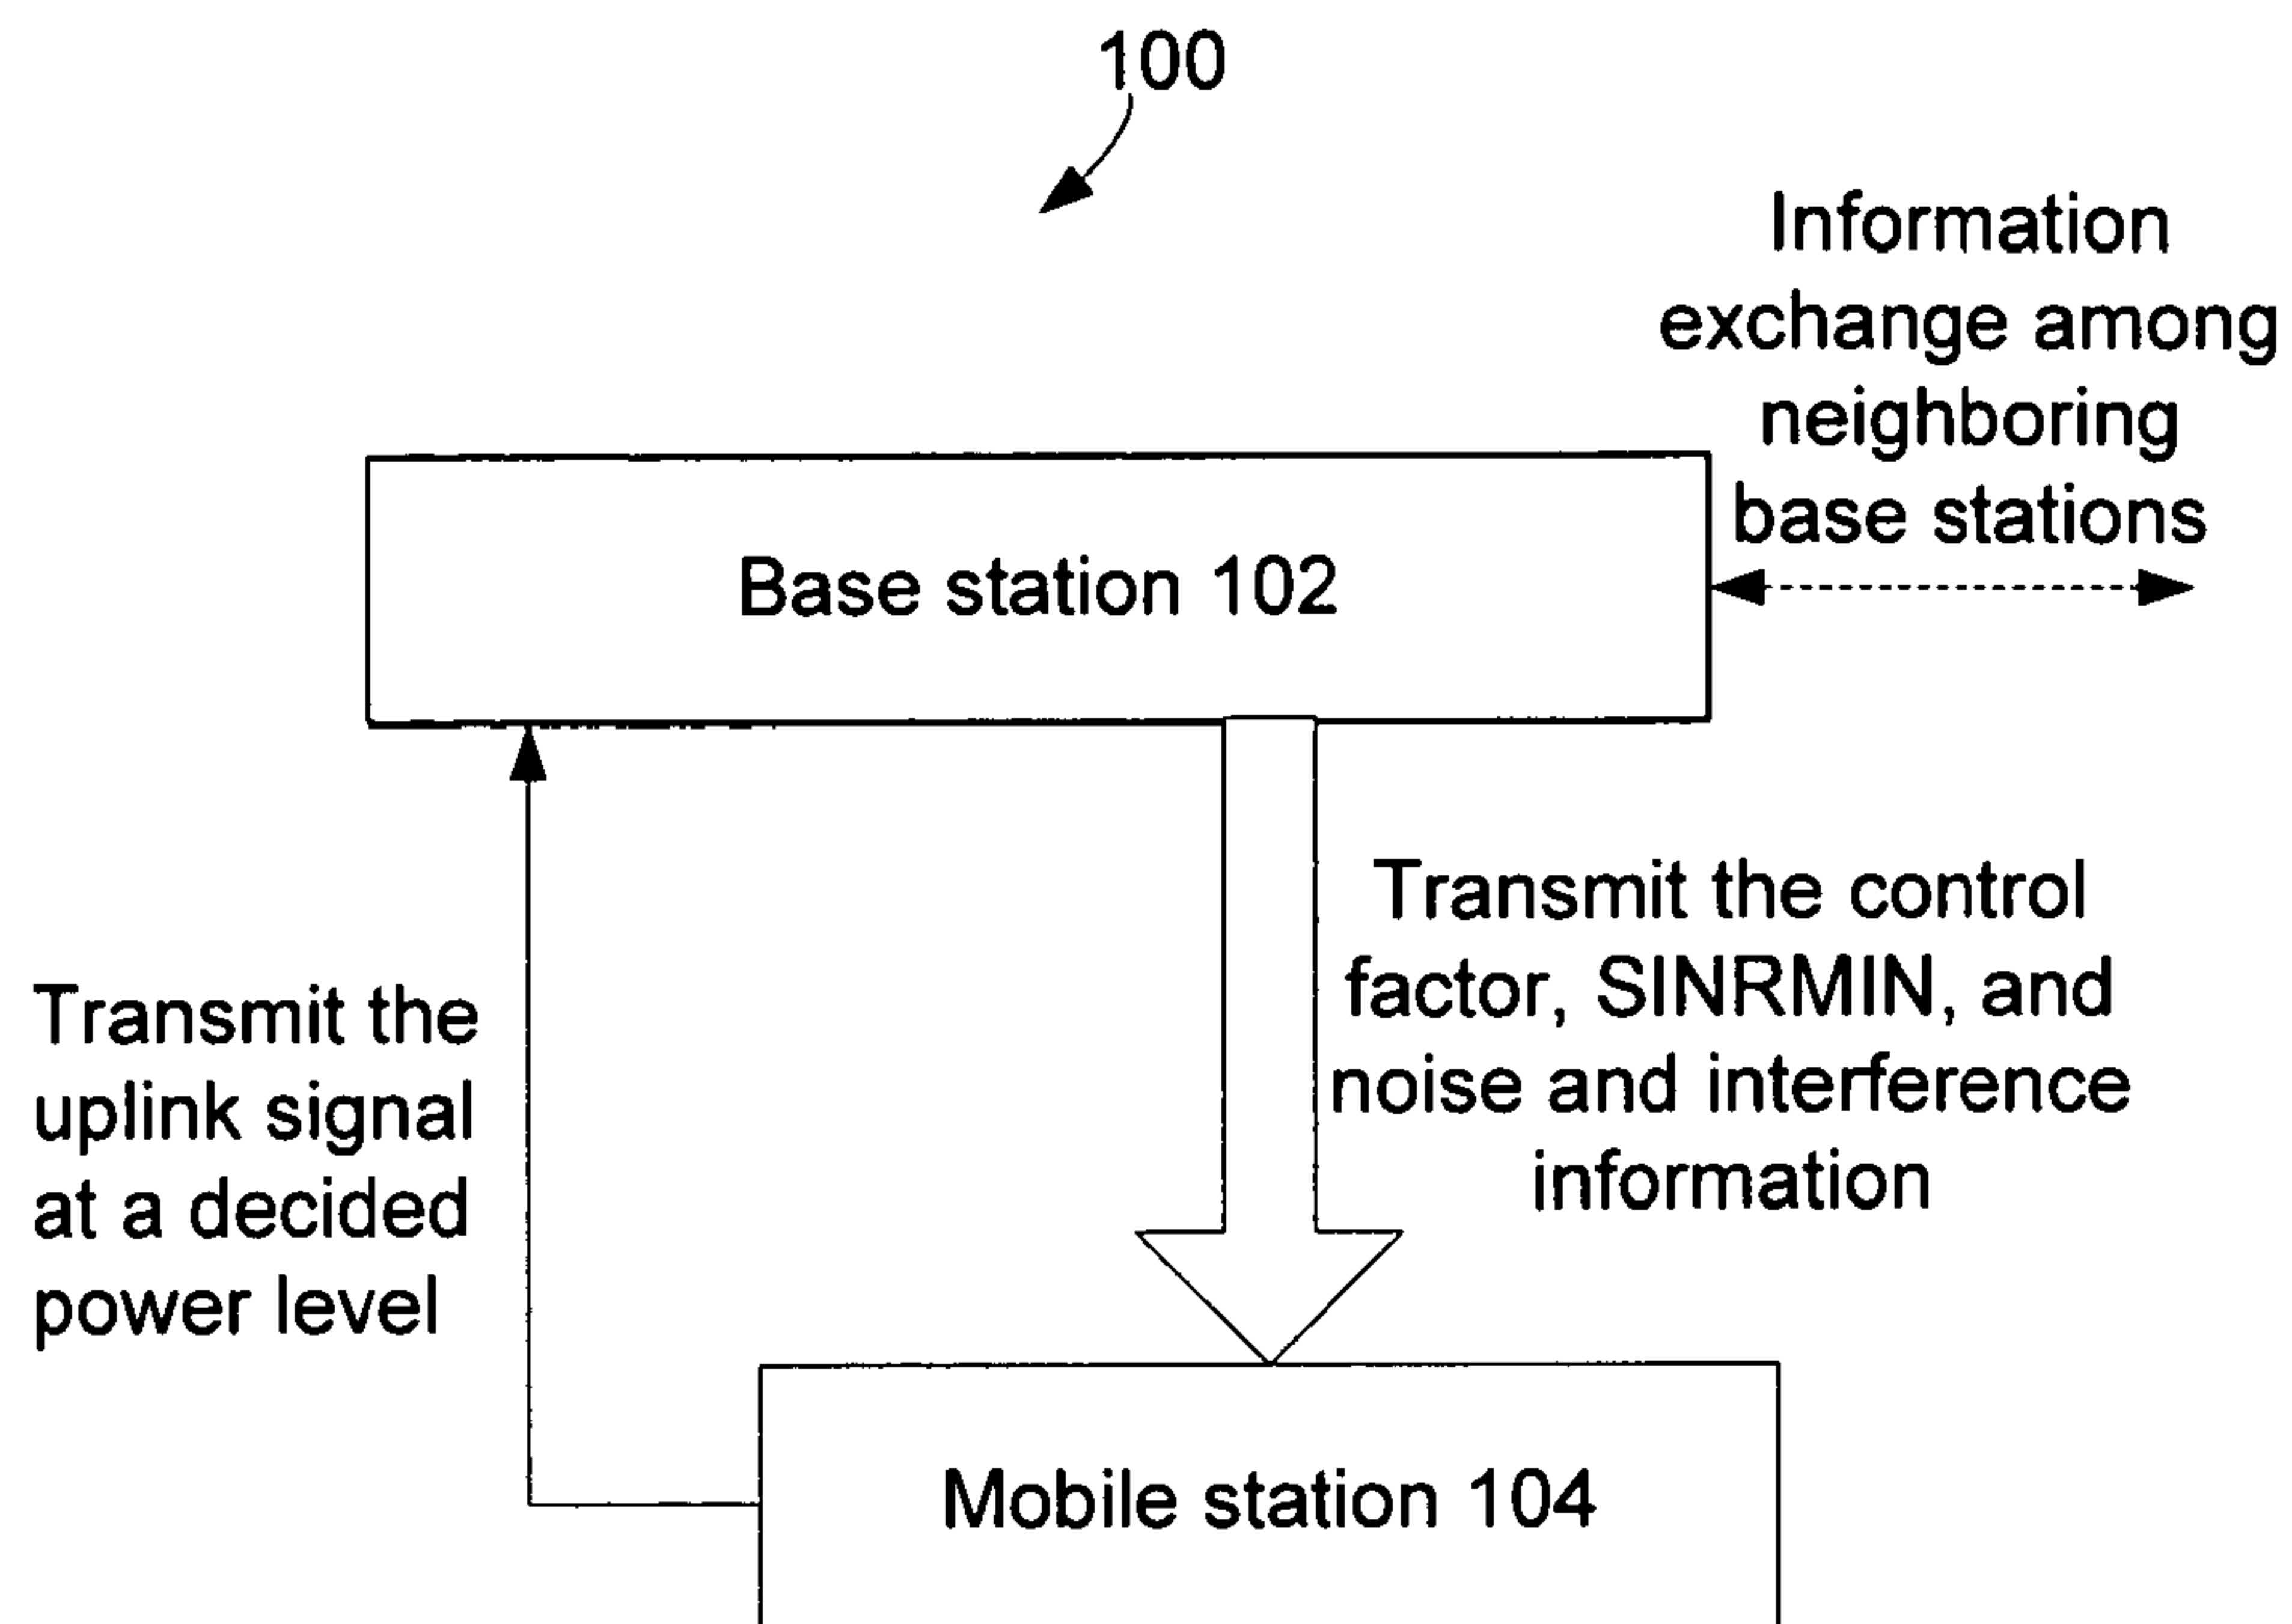 100
Information
exchange among
neighboring
base stations
Base station 102
Transmit the control
factor, SINRMIN, and
noise and interference
information
Transmit the
uplink signal
at a decided
power level
Mobile station 104